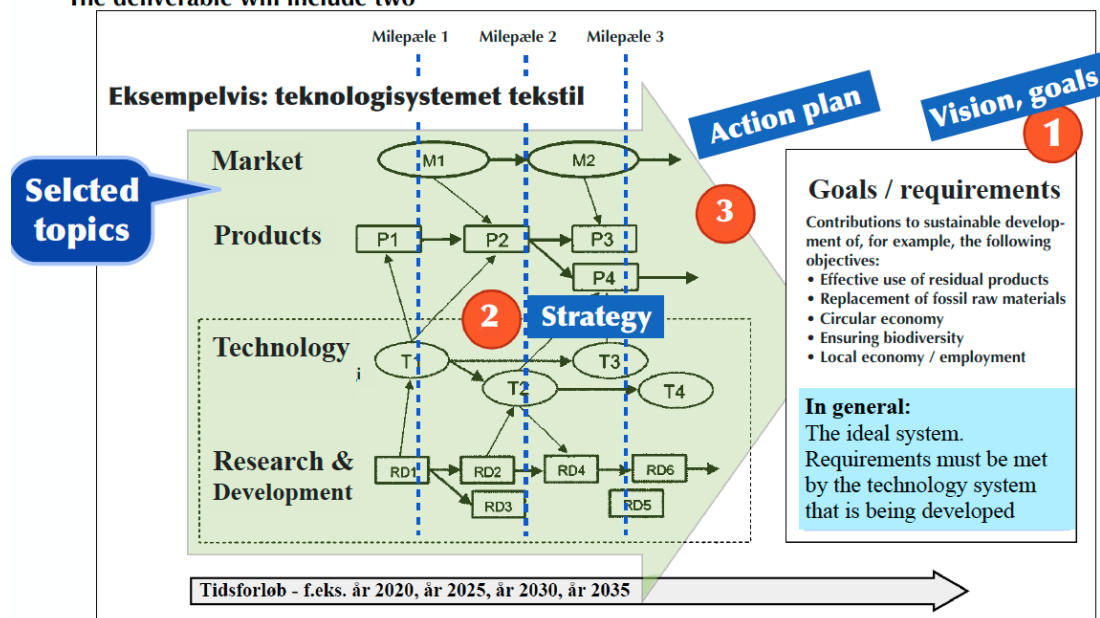 The deliverable will include two
Milepæle 1 Milepæle 2 Milepæle 3
Eksempelvis: teknologisystemet tekstil
Action plan
Vision, goals
1
Selcted
topics
Market
M1 M2
3
Products
P1 P2 P3
P4
2
Strategy
Technology
T1 T3
T2 T4
Research &
Development
RD1 RD2 RD4 RD6
RD3 RD5
Goals / requirements
Contributions to sustainable develop-
ment of, for example, the following
objectives:
• Effective use of residual products
• Replacement of fossil raw materials
• Circular economy
• Ensuring biodiversity
• Local economy / employment
In general:
The ideal system.
Requirements must be met
by the technology system
that is being developed
Tidsforløb - f.eks. år 2020, år 2025, år 2030, år 2035